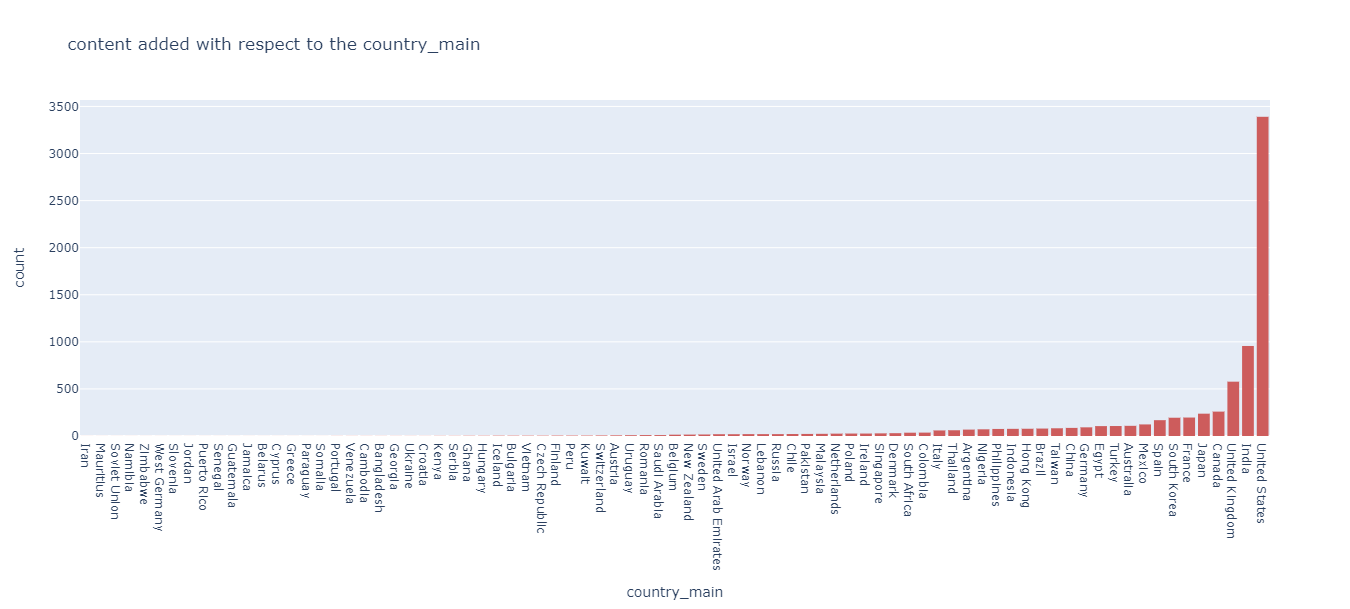 content added with respect to the country_main
3500
3000
2500
2000
1500
1000
500
0
count
Iran
Mauritius
Soviet Union
Namibia
Zimbabwe
West Germany
Slovenia
Jordan
Puerto Rico
Senegal
Guatemala
Jamaica
Belarus
Cyprus
Greece
Paraguay
Somalia
Portugal
Venezuela
Cambodia
Bangladesh
Georgia
Ukraine
Croatia
Kenya
Serbia
Ghana
Hungary
Iceland
Bulgaria
Vietnam
Czech Republic
Finland
Peru
Kuwait
Switzerland
Austria
Uruguay
Romania
Saudi Arabia
Belgium
New Zealand
Sweden
United Arab Emirates
Israel
Norway
Lebanon
Russia
Chile
Pakistan
Malaysia
Netherlands
Poland
Ireland
Singapore
Denmark
South Africa
Colombia
Italy
Thailand
Argentina
Nigeria
Philippines
Indonesia
Hong Kong
Brazil
Taiwan
China
Germany
Egypt
Turkey
Australia
Mexico
Spain
South Korea
France
Japan
Canada
United Kingdom
India
United States
country_main